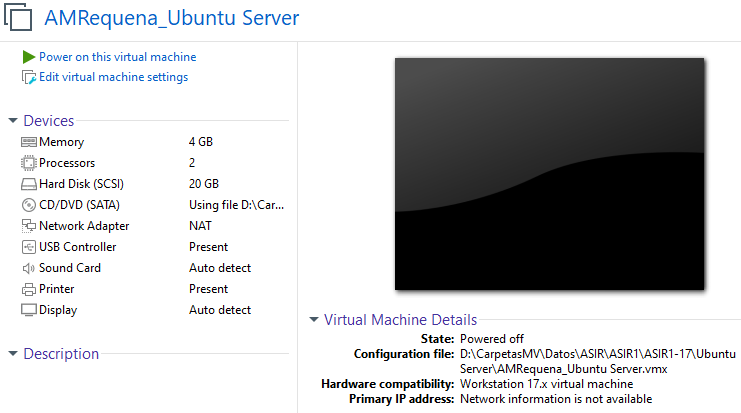 AMRequena_Ubuntu Server
Power on this virtual machine
Edit virtual machine settings
Devices
Memory 4 GB
Processors 2
Hard Disk (SCSI) 20 GB
CD/DVD (SATA) Using file D:\Car...
Network Adapter NAT
USB Controller Present
Sound Card Auto detect
Printer Present
Display Auto detect
Description
Virtual Machine Details
State: Powered off
Configuration file: D:\CarpetasMV\Datos\ASIR\ASIR1\ASIR1-17\Ubuntu
Server\AMRequena_Ubuntu Server.vmx
Hardware compatibility: Workstation 17.x virtual machine
Primary IP address: Network information is not available